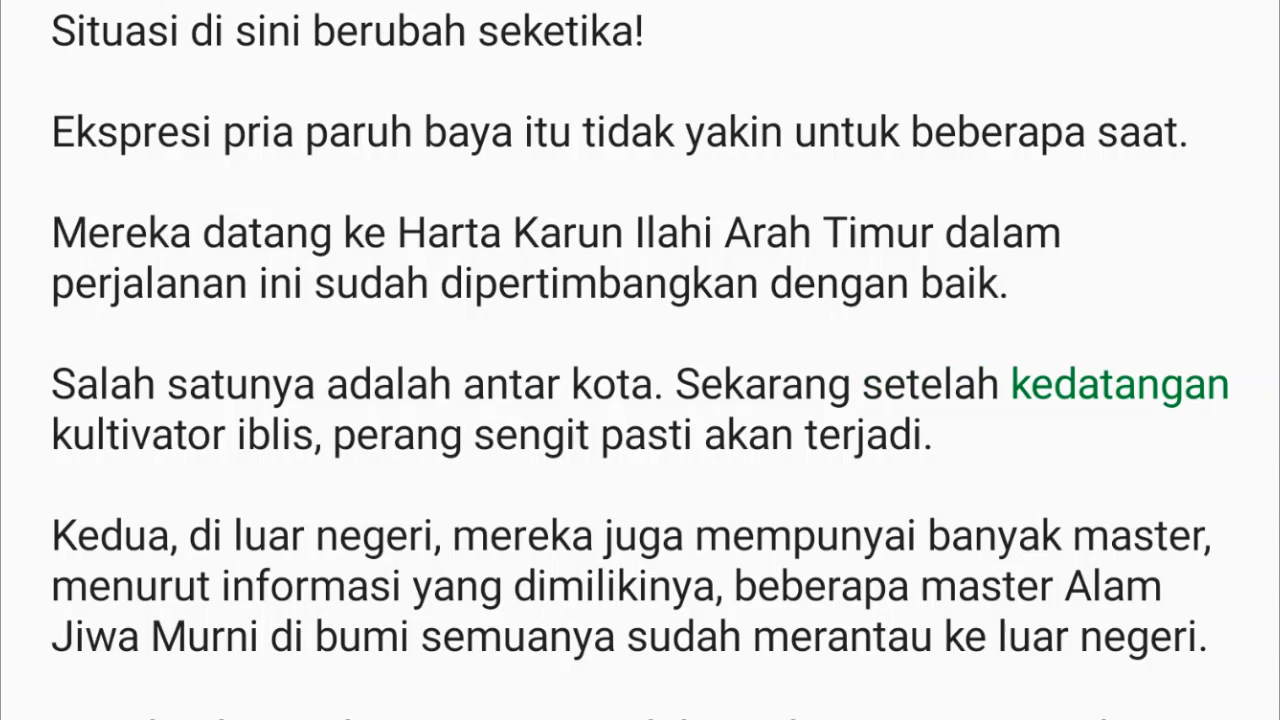 Situasi di sini berubah seketika!
Ekspresi pria paruh baya itu tidak yakin untuk beberapa saat.
Mereka datang ke Harta Karun Ilahi Arah Timur dalam
perjalanan ini sudah dipertimbangkan dengan baik.
Salah satunya adalah antar kota. Sekarang setelah kedatangan
kultivator iblis, perang sengit pasti akan terjadi.
Kedua, di luar negeri, mereka juga mempunyai banyak master,
menurut informasi yang dimilikinya, beberapa master Alam
Jiwa Murni di bumi semuanya sudah merantau ke luar negeri.